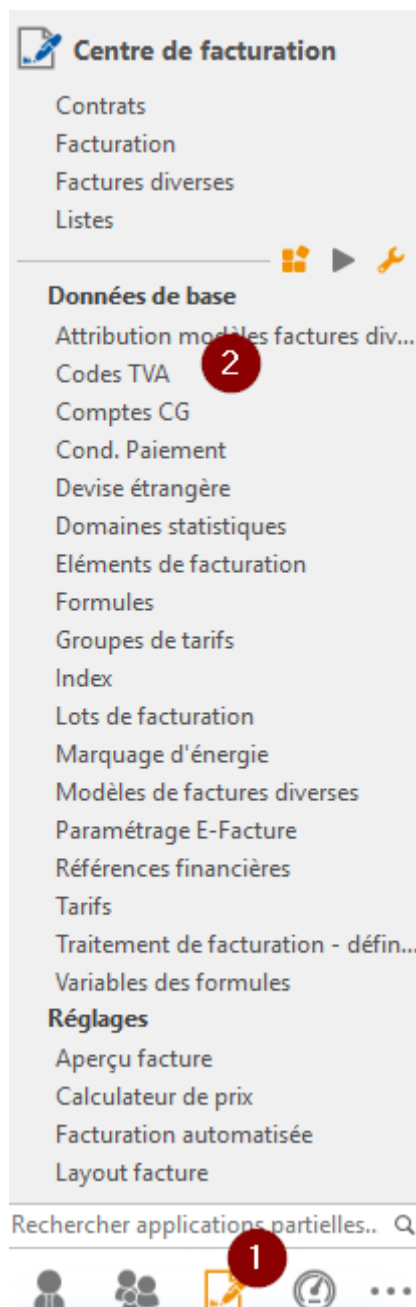 Centre de facturation
Contrats
Facturation
Factures diverses
Listes
Données de base
Attribution modèles factures div...
Codes TVA
2
Comptes CG
Cond. Paiement
Devise étrangère
Domaines statistiques
Eléments de facturation
Formules
Groupes de tarifs
Index
Lots de facturation
Marquage d'énergie
Modèles de factures diverses
Paramétrage E-Facture
Références financières
Tarifs
Traitement de facturation - défin...
Variables des formules
Réglages
Aperçu facture
Calculateur de prix
Facturation automatisée
Layout facture
Rechercher applications partielles..
1